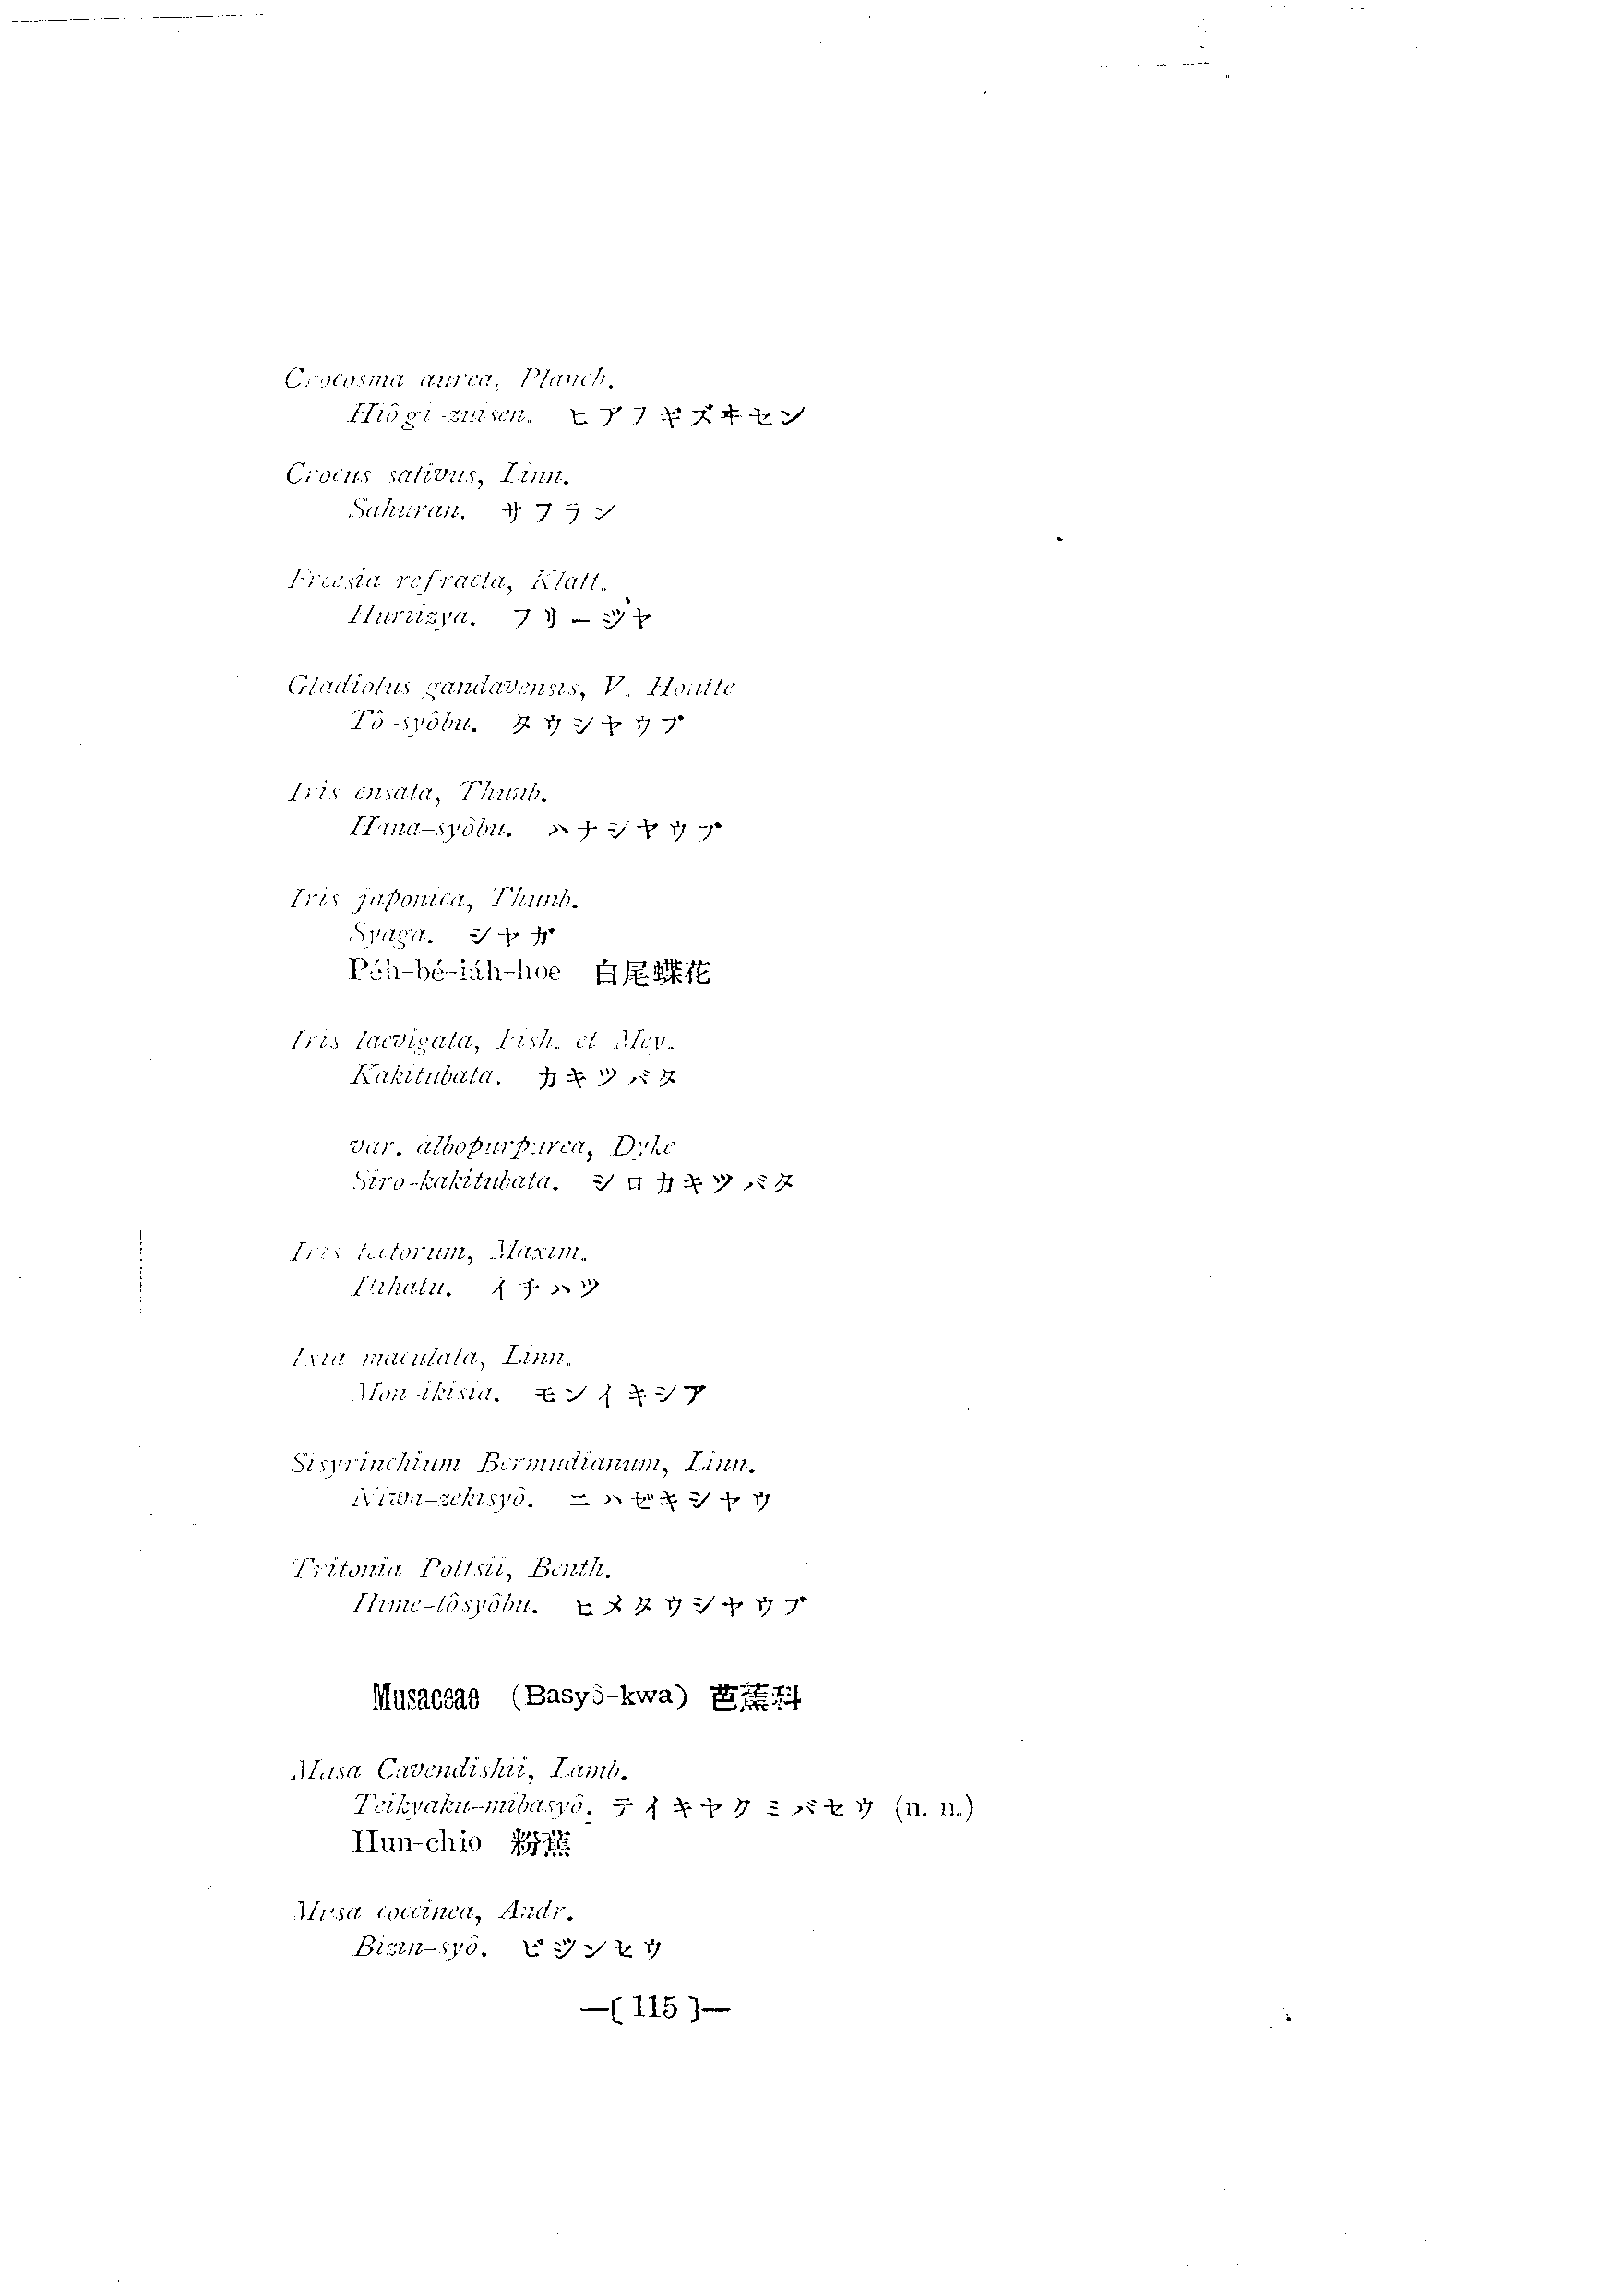 Crocosma aurea, Planch.
Hiôgi-zuisen. ヒアフギズヰセン
Crocus sativus, Linn.
Sahuran. サフラン
Freesia refracta, Klatt.
Huriizya. フリージヤ
Gladiolus gandavensis, V. Houtte
Tô-syôbu. タウシヤウブ
Iris ensata, Thunb.
Hana-syôbu. ハナシヤウブ
Iris japonica, Thunb.
Syaga. シヤガ
Péh-bé-iáh-hoe 白尾蝶花
Iris laevigata, Fish. et Mey.
Kakitubata. カキツバタ
var. albopurpurea, Dyke
Siro-kakitubata. シロカキツバタ
Iris tectorum, Maxim.
Itihatu. イチハツ
Ixia maculata, Linn.
Mon-ikisia. モンイキシア
Sisyrinchium Bermudianum, Linn.
Niwa-zekisyô. ニハゼキシヤウ
Tritonia Pottsii, Benth.
Hime-tôsyôbu. ヒメタウシヤウブ
Musaceae (Basyô-kwa) 芭蕉科
Musa Cavendishii, Lamb.
Teikyaku-mibasyô. テイキヤクミバセウ (n. n.)
Hun-chio 粉蕉
Musa coccinea, Andr.
Bizin-syô. ビジンセウ
—[ 115 ]—